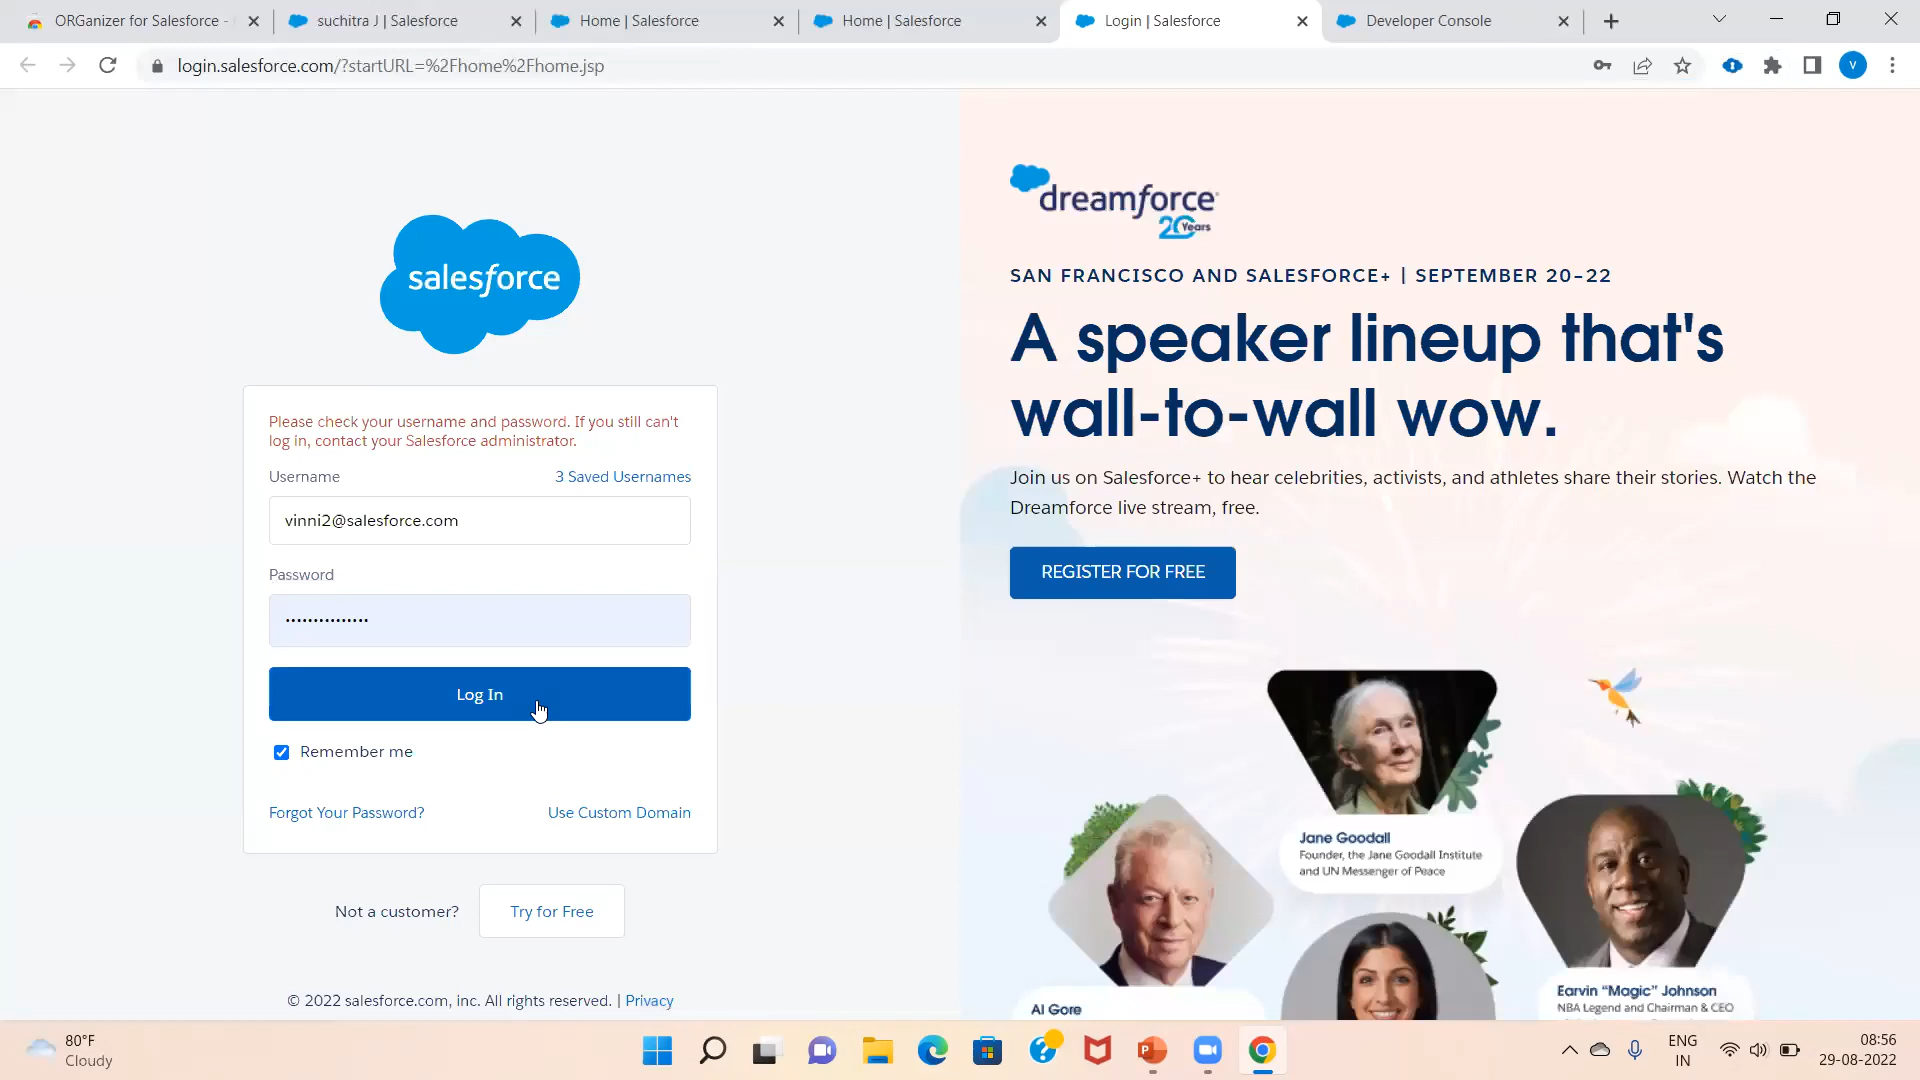 ORGanizer for Salesforce -
suchitra J | Salesforce
Home | Salesforce
Home | Salesforce
Login | Salesforce
Developer Console
login.salesforce.com/?startURL=%2Fhome%2Fhome.jsp
V
salesforce
Please check your username and password. If you still can't
log in, contact your Salesforce administrator.
Username
3 Saved Usernames
vinni2@salesforce.com
Password
Log In
Remember me
Forgot Your Password?
Use Custom Domain
Not a customer?
Try for Free
© 2022 salesforce.com, inc. All rights reserved. | Privacy
dreamforce
20 Years
SAN FRANCISCO AND SALESFORCE+ | SEPTEMBER 20–22
A speaker lineup that's
wall-to-wall wow.
Join us on Salesforce+ to hear celebrities, activists, and athletes share their stories. Watch the
Dreamforce live stream, free.
REGISTER FOR FREE
Jane Goodall
Founder, the Jane Goodall Institute
and UN Messenger of Peace
Al Gore
Earvin “Magic” Johnson
NBA Legend and Chairman & CEO
80°F
Cloudy
ENG
IN
08:56
29-08-2022